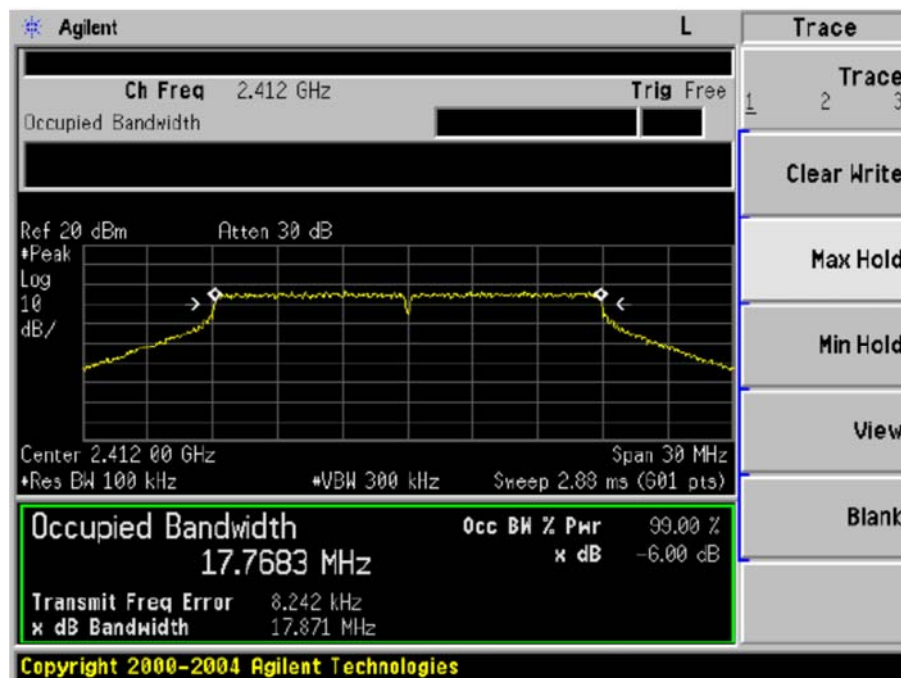 Agilent L Trace
Ch Freq 2.412 GHz Trig Free
Occupied Bandwidth
Trace
1 2 3
Clear Write
Max Hold
Min Hold
View
Blank
Ref 20 dBm Atten 30 dB
#Peak
Log
10
dB/
Center 2.412 00 GHz Span 30 MHz
#Res BW 100 kHz #VBW 300 kHz Sweep 2.88 ms (601 pts)
Occupied Bandwidth Occ BW % Pwr 99.00 %
17.7683 MHz x dB -6.00 dB
Transmit Freq Error 8.242 kHz
x dB Bandwidth 17.871 MHz
Copyright 2000-2004 Agilent Technologies